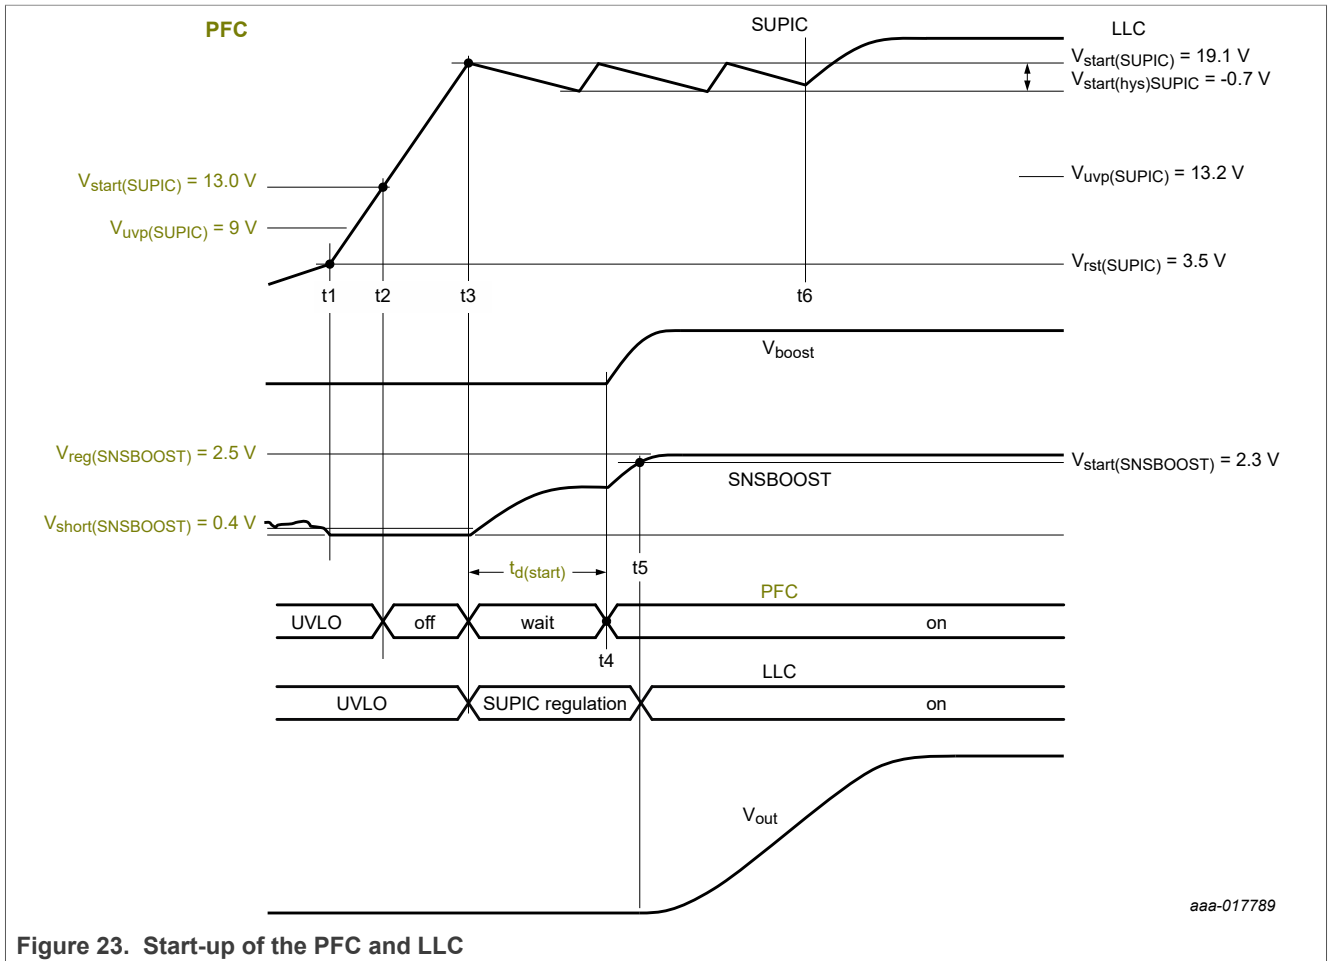 PFC
SUPIC
LLC
Vstart(SUPIC) = 19.1 V
Vstart(hys)SUPIC = -0.7 V
Vstart(SUPIC) = 13.0 V
Vuvp(SUPIC) = 13.2 V
Vuvp(SUPIC) = 9 V
Vrst(SUPIC) = 3.5 V
t1 t2 t3 t6
Vboost
Vreg(SNSBOOST) = 2.5 V
Vstart(SNSBOOST) = 2.3 V
SNSBOOST
Vshort(SNSBOOST) = 0.4 V
td(start) t5
PFC
UVLO off wait on
t4
LLC
UVLO SUPIC regulation on
Vout
aaa-017789
Figure 23. Start-up of the PFC and LLC